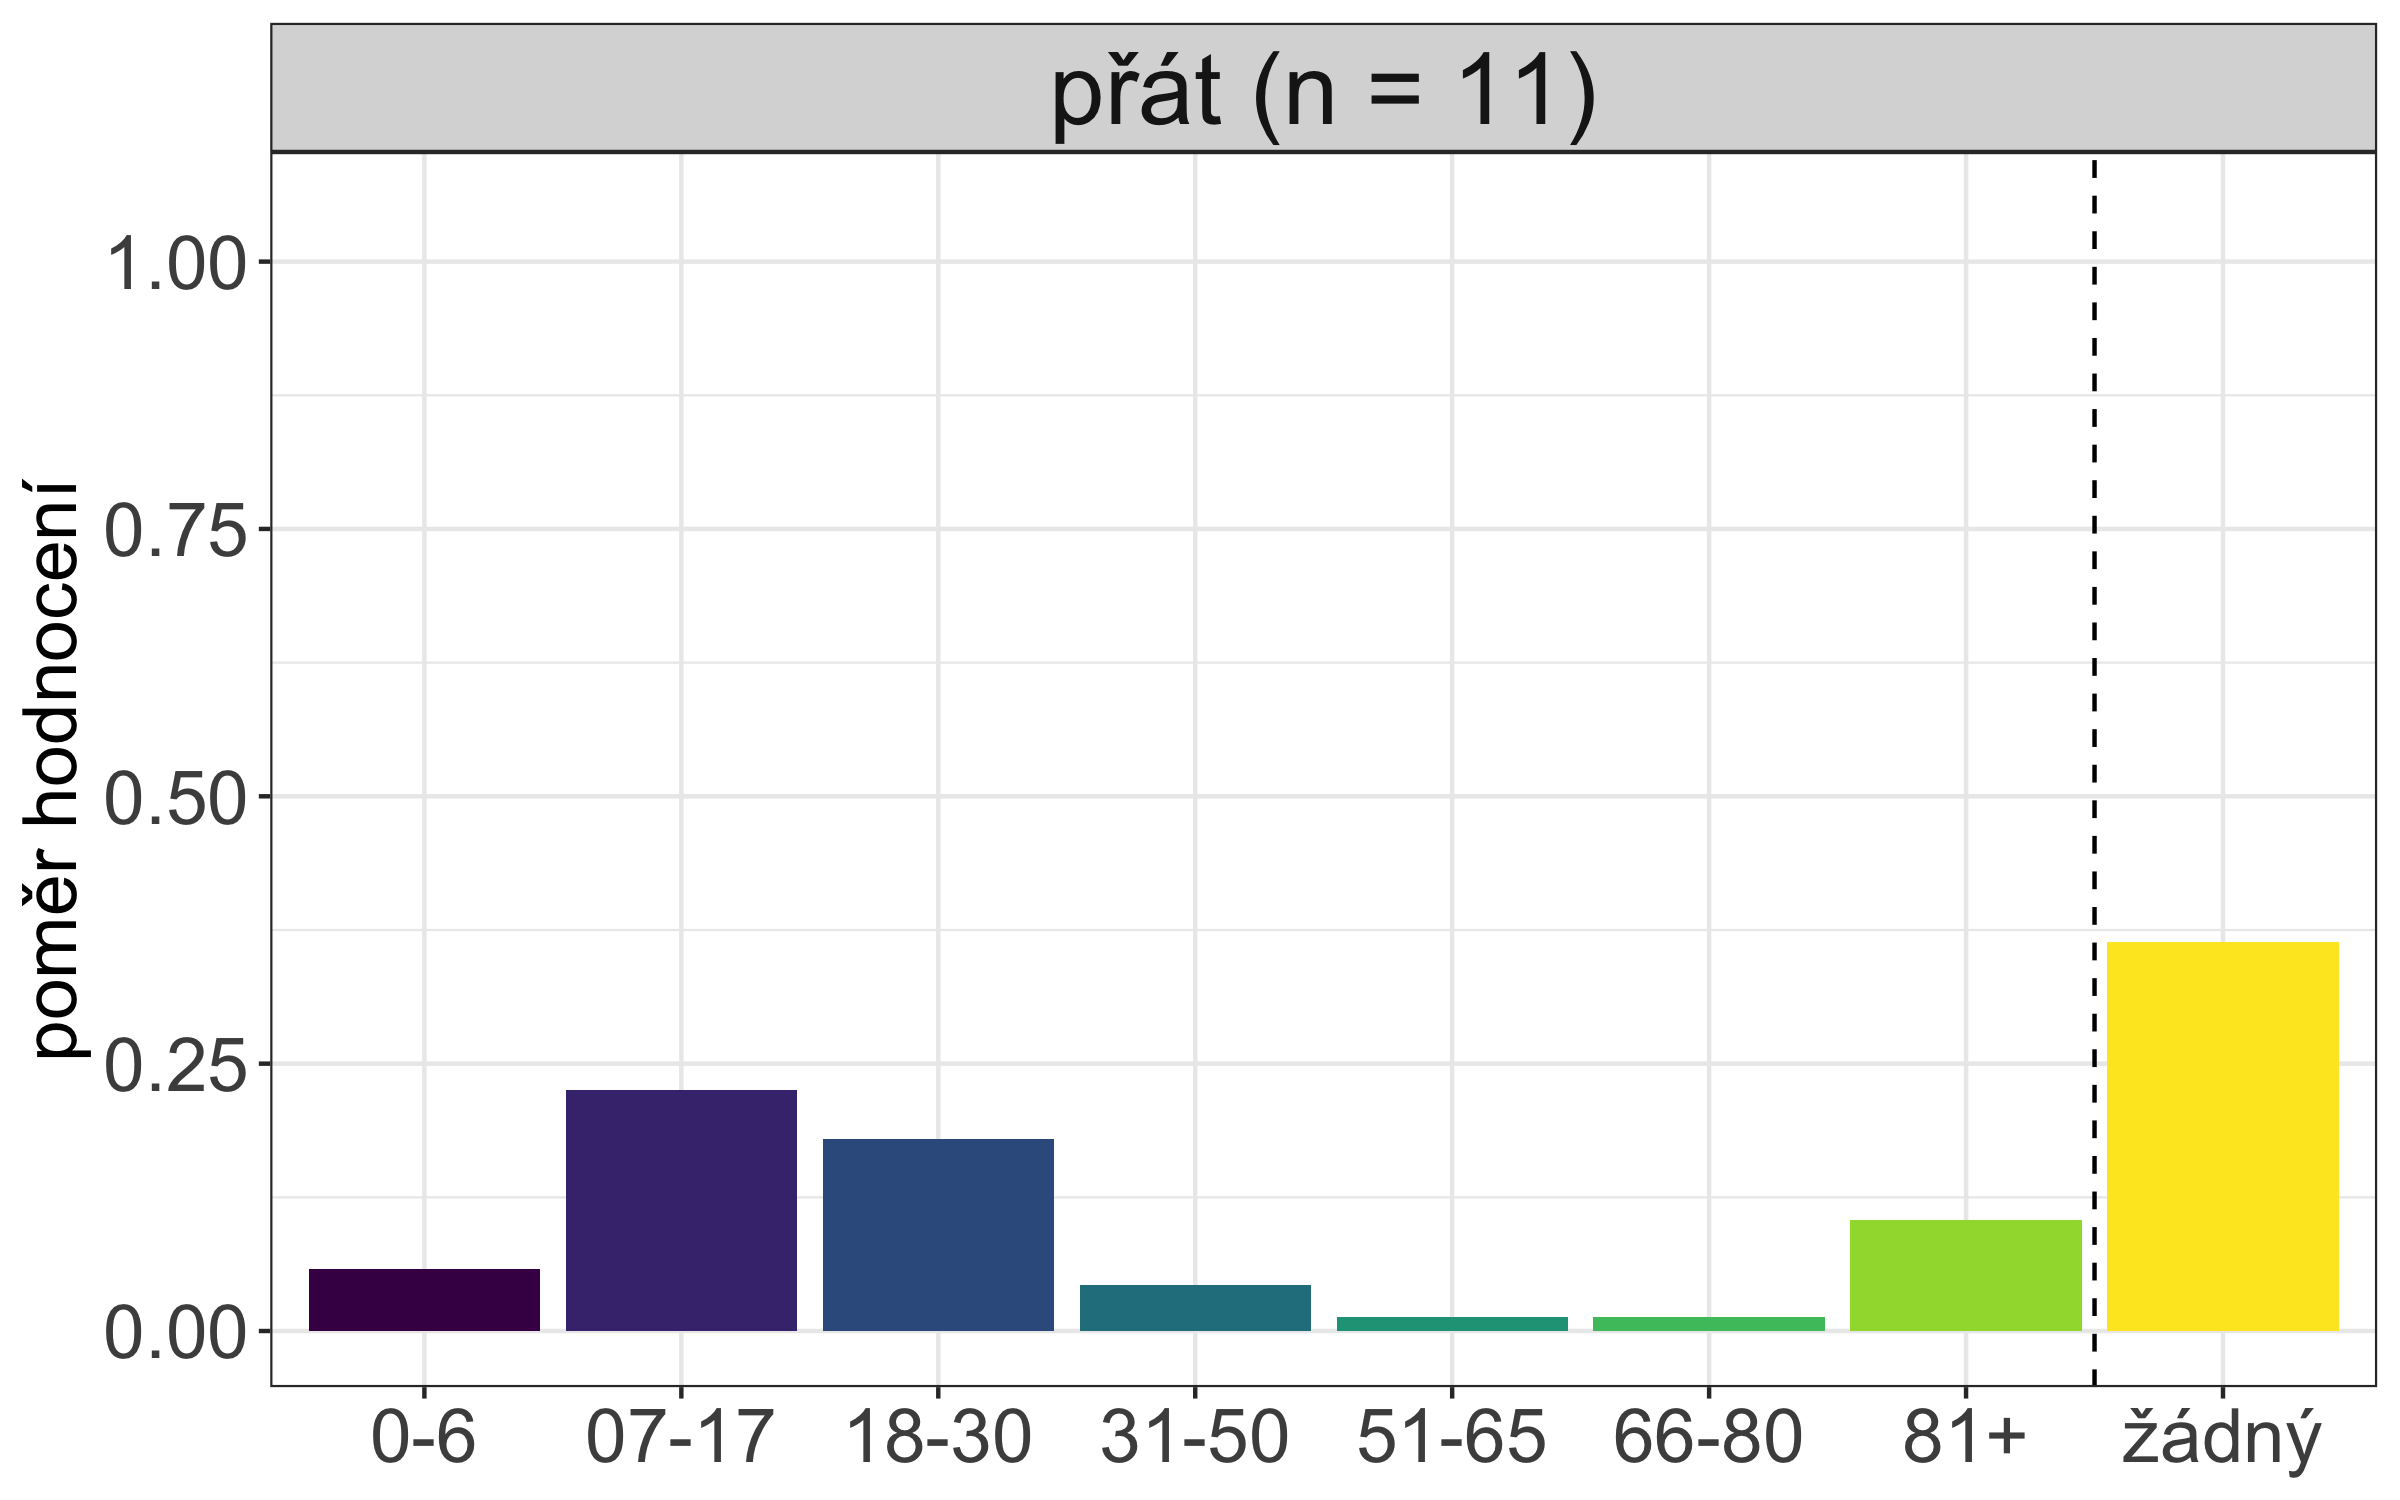 přát (n = 11)
poměr hodnocení
1.00
0.75
0.50
0.25
0.00
0-6 07-17 18-30 31-50 51-65 66-80 81+ žádný